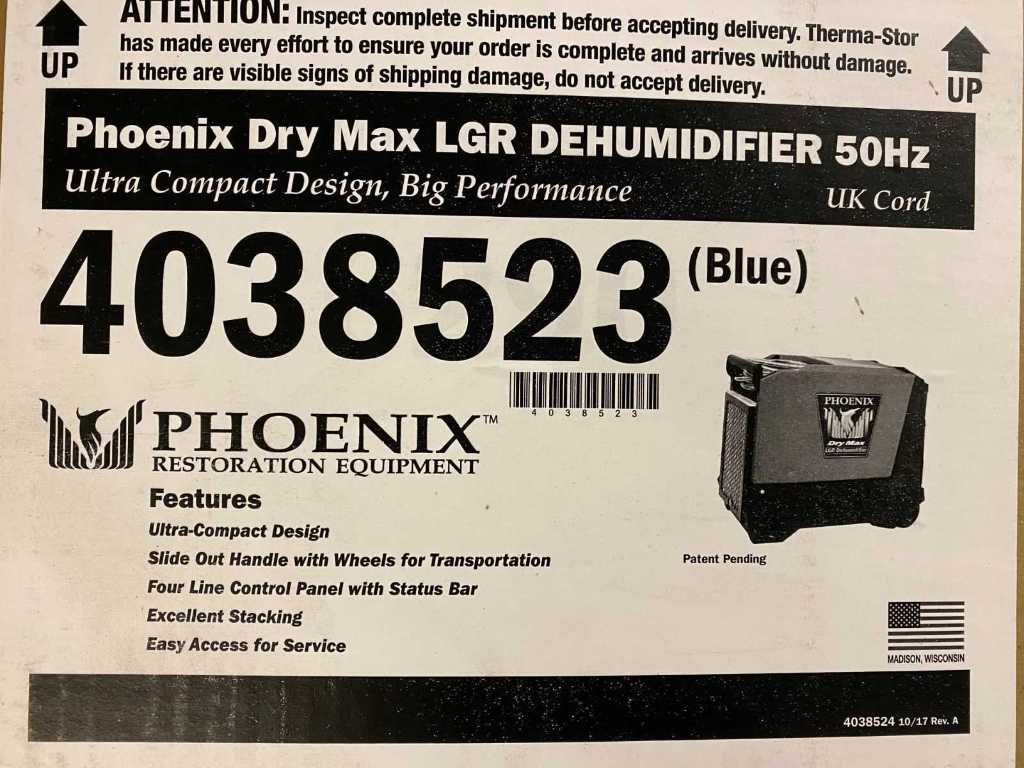 ATTENTION: Inspect complete shipment before accepting delivery. Therma-Stor
has made every effort to ensure your order is complete and arrives without damage.
If there are visible signs of shipping damage, do not accept delivery.
UP
UP
Phoenix Dry Max LGR DEHUMIDIFIER 50Hz
Ultra Compact Design, Big Performance
UK Cord
4038523 (Blue)
4038523
PHOENIX™
RESTORATION EQUIPMENT
PHOENIX
Dry Max
LGR Dehumidifier
Features
Ultra-Compact Design
Slide Out Handle with Wheels for Transportation
Four Line Control Panel with Status Bar
Excellent Stacking
Easy Access for Service
Patent Pending
MADISON, WISCONSIN
4038524 10/17 Rev. A